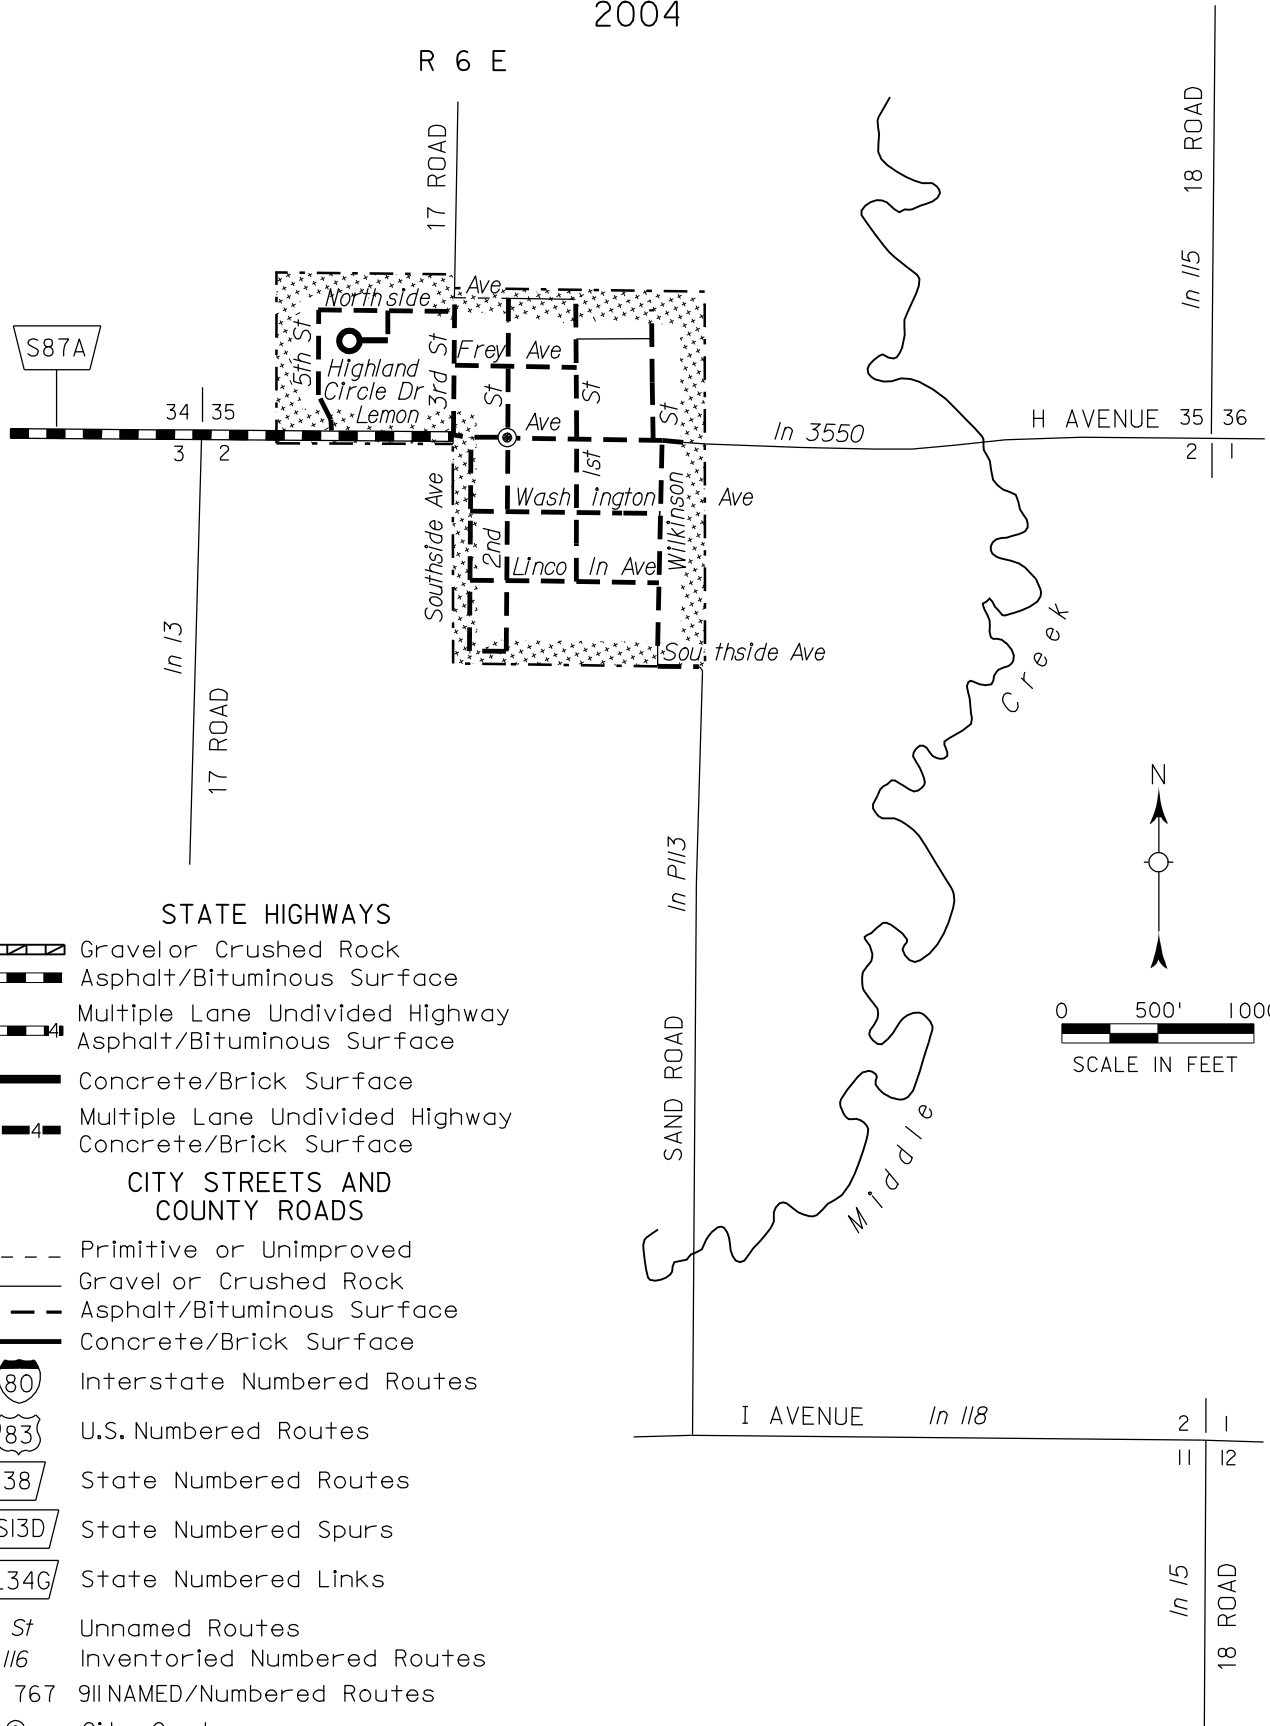 2004
R 6 E
17 ROAD
18 ROAD
In 115
S87A
Northside Ave
5th St
3rd St
Frey Ave
Highland
Circle Dr
Lemon Ave
St
St
St
34 35
3 2
H AVENUE
35 36
2 1
In 3550
1st
Washington Ave
Wilkinson
Southside Ave
2nd
Lincoln Ave
Southside Ave
In 13
17 ROAD
Creek
N
In P113
0 500'
SCALE IN FEET
SAND ROAD
Middle
STATE HIGHWAYS
Gravel or Crushed Rock
Asphalt/Bituminous Surface
4
Multiple Lane Undivided Highway
Asphalt/Bituminous Surface
Concrete/Brick Surface
4
Multiple Lane Undivided Highway
Concrete/Brick Surface
CITY STREETS AND
COUNTY ROADS
Primitive or Unimproved
Gravel or Crushed Rock
Asphalt/Bituminous Surface
Concrete/Brick Surface
80 Interstate Numbered Routes
83 U.S. Numbered Routes
38 State Numbered Routes
S13D State Numbered Spurs
L34G State Numbered Links
St Unnamed Routes
116 Inventoried Numbered Routes
767 911 NAMED/Numbered Routes
I AVENUE In 118
2 1
11 12
In 15
18 ROAD